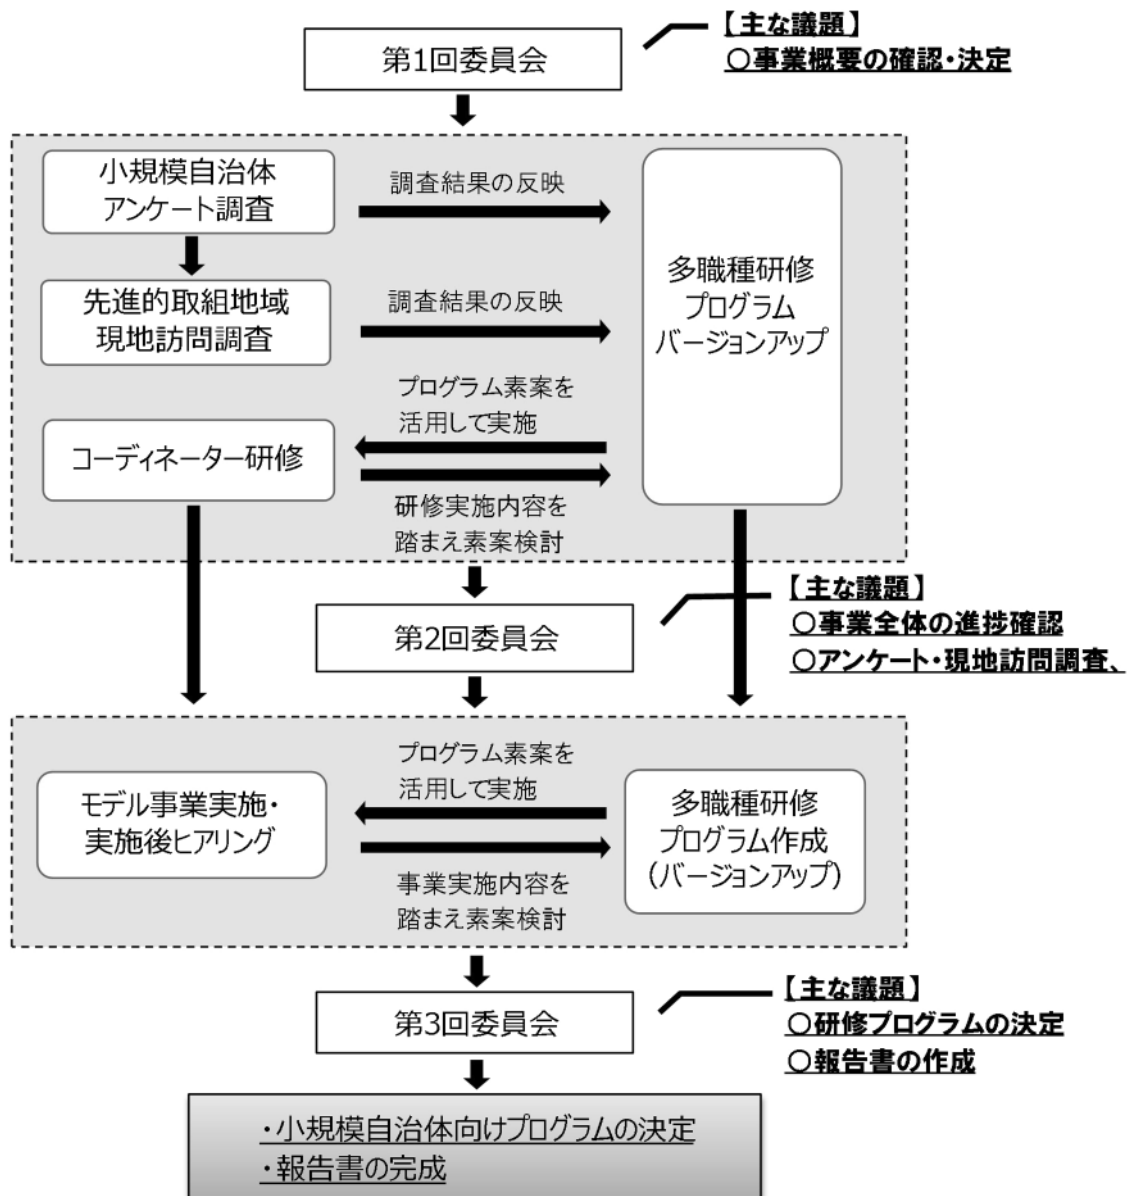 第1回委員会
【主な議題】
○事業概要の確認・決定
小規模自治体
アンケート調査
調査結果の反映
先進的取組地域
現地訪問調査
調査結果の反映
多職種研修
プログラム
バージョンアップ
プログラム素案を
活用して実施
コーディネーター研修
研修実施内容を
踏まえ素案検討
第2回委員会
【主な議題】
○事業全体の進捗確認
○アンケート・現地訪問調査、
プログラム素案を
活用して実施
モデル事業実施・
実施後ヒアリング
多職種研修
プログラム作成
（バージョンアップ）
事業実施内容を
踏まえ素案検討
第3回委員会
【主な議題】
○研修プログラムの決定
○報告書の作成
・小規模自治体向けプログラムの決定
・報告書の完成